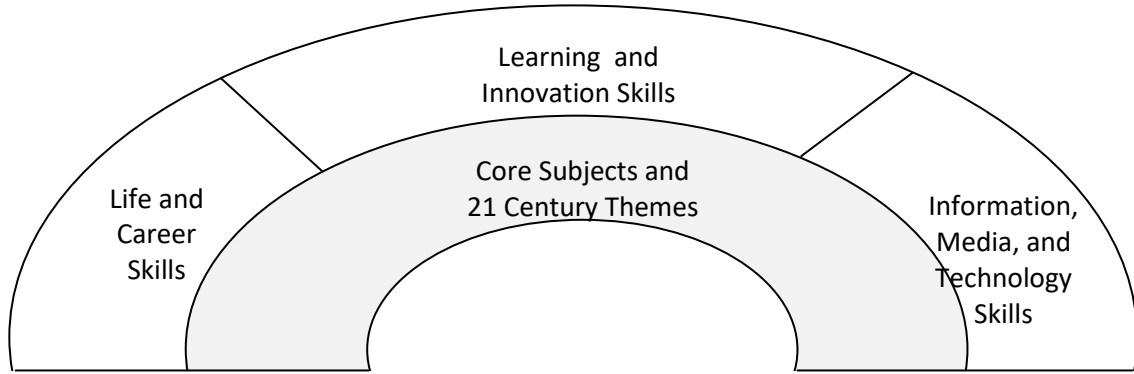 Learning and
Innovation Skills
Core Subjects and
21 Century Themes
Life and
Career
Skills
Information,
Media, and
Technology
Skills